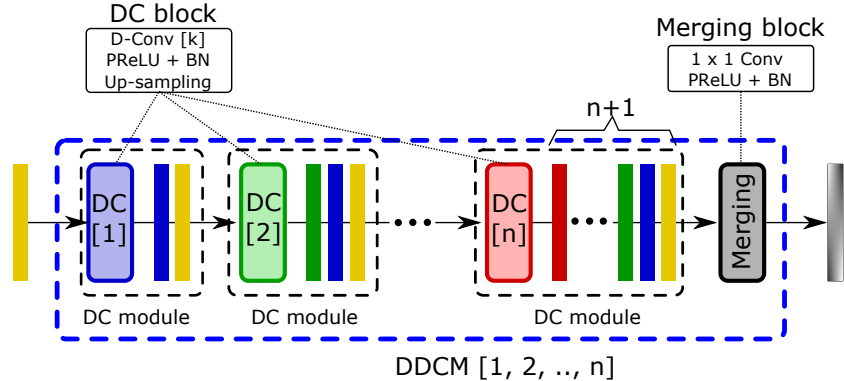 DC block
D-Conv [k]
PReLU + BN
Up-sampling
Merging block
1 x 1 Conv
PReLU + BN
n+1
DC
[1]
DC
[2]
DC
[n]
Merging
DC module
DC module
DC module
DDCM [1, 2, .., n]